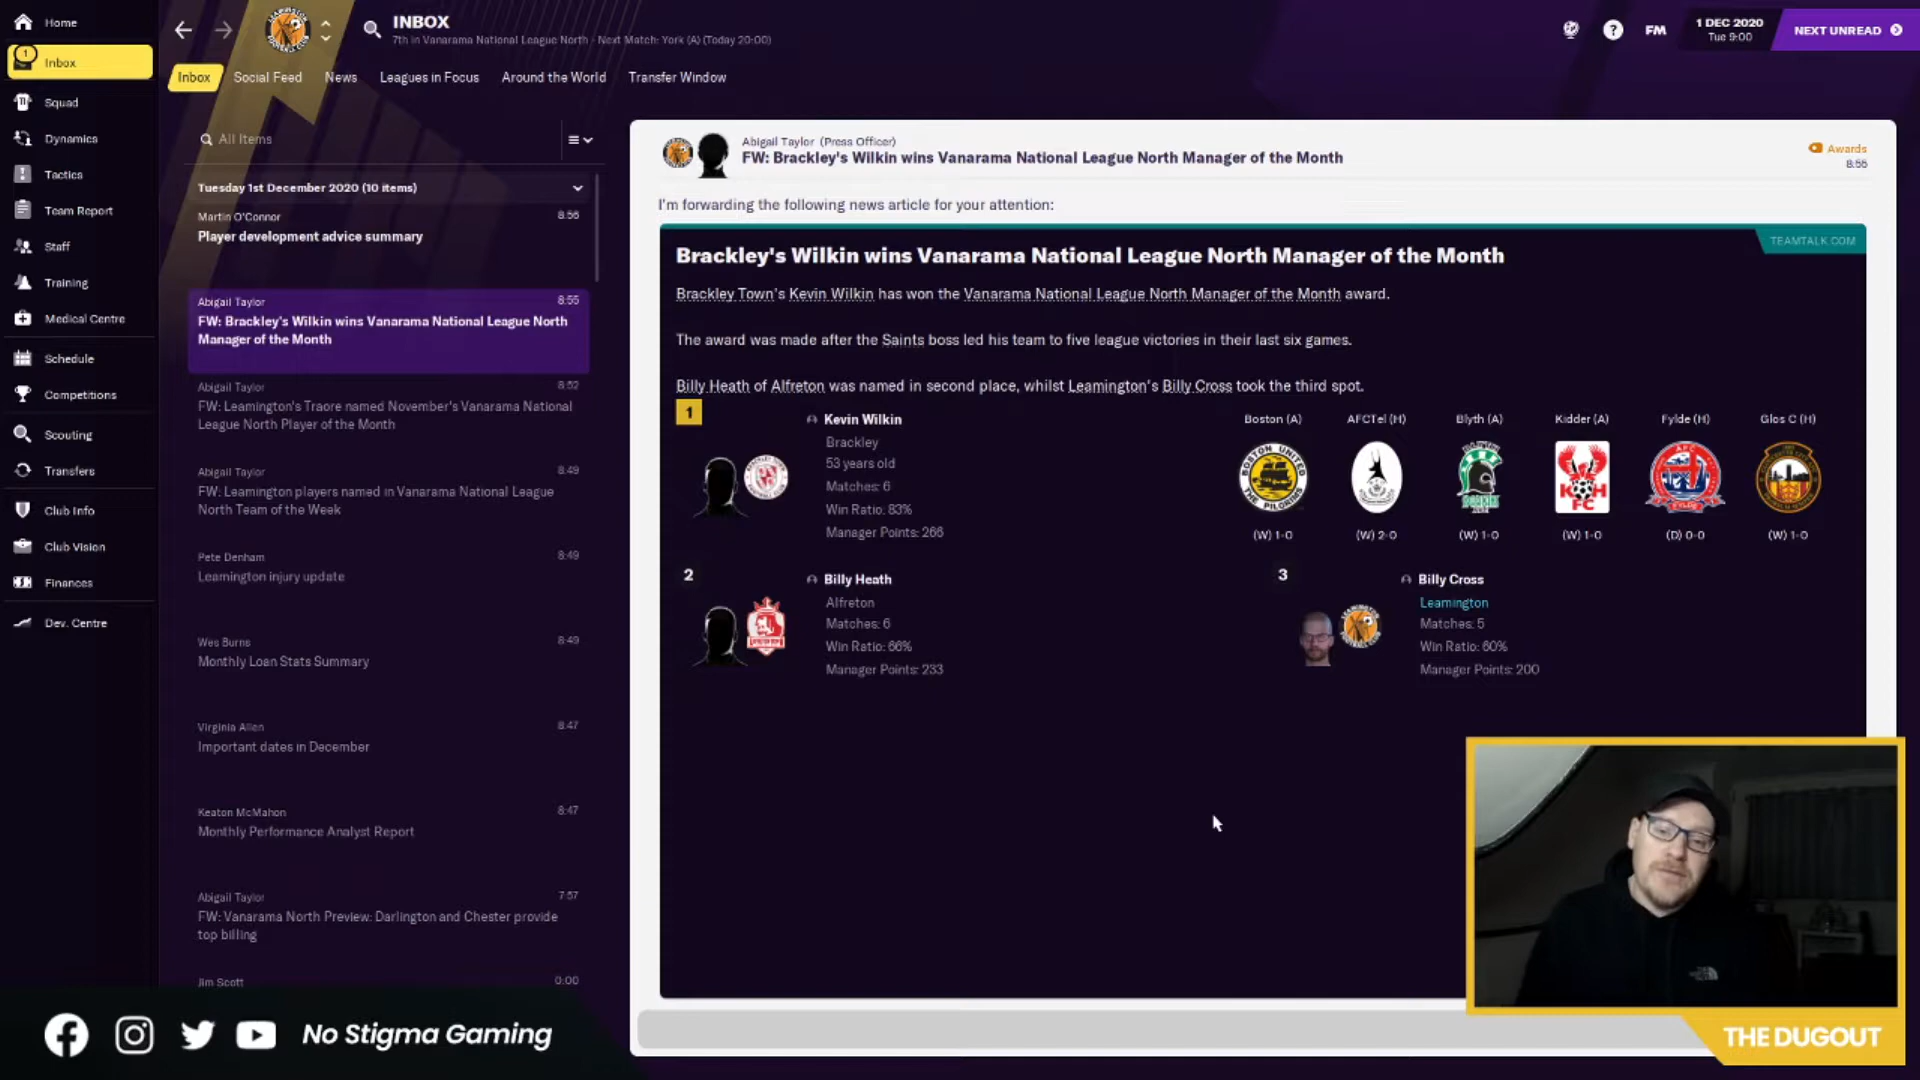 Home
1
Inbox
Squad
Dynamics
Tactics
Team Report
Staff
Training
Medical Centre
Schedule
Competitions
Scouting
Transfers
Club Info
Club Vision
Finances
Dev. Centre
INBOX
7th in Vanarama National League North - Next Match: York (A) (Today 20:00)
FM
1 DEC 2020
Tue 9:00
NEXT UNREAD
Inbox Social Feed News Leagues in Focus Around the World Transfer Window
All Items
Tuesday 1st December 2020 (10 items)
Martin O'Connor 8:56
Player development advice summary
Abigail Taylor 8:55
FW: Brackley's Wilkin wins Vanarama National League North
Manager of the Month
Abigail Taylor 8:52
FW: Leamington's Traore named November's Vanarama National
League North Player of the Month
Abigail Taylor 8:49
FW: Leamington players named in Vanarama National League
North Team of the Week
Pete Denham 8:49
Leamington injury update
Wes Burns 8:49
Monthly Loan Stats Summary
Virginia Allen 8:47
Important dates in December
Keaton McMahon 8:47
Monthly Performance Analyst Report
Abigail Taylor 7:57
FW: Vanarama North Preview: Darlington and Chester provide
top billing
Jim Scott 0:00
Abigail Taylor (Press Officer)
FW: Brackley's Wilkin wins Vanarama National League North Manager of the Month
Awards
8:55
I'm forwarding the following news article for your attention:
TEAMTALK.COM
Brackley's Wilkin wins Vanarama National League North Manager of the Month
Brackley Town's Kevin Wilkin has won the Vanarama National League North Manager of the Month award.
The award was made after the Saints boss led his team to five league victories in their last six games.
Billy Heath of Alfreton was named in second place, whilst Leamington's Billy Cross took the third spot.
1
Kevin Wilkin
Brackley
53 years old
Matches: 6
Win Ratio: 83%
Manager Points: 266
Boston (A) AFCTel (H) Blyth (A) Kidder (A) Fylde (H) Glos C (H)
BOSTON UNITED
THE PILGRIMS
KH
FC
AFC
FYLDE
(W) 1-0 (W) 2-0 (W) 1-0 (W) 1-0 (D) 0-0 (W) 1-0
2
Billy Heath
Alfreton
Matches: 6
Win Ratio: 66%
Manager Points: 233
3
Billy Cross
Leamington
Matches: 5
Win Ratio: 60%
Manager Points: 200
No Stigma Gaming
THE DUGOUT